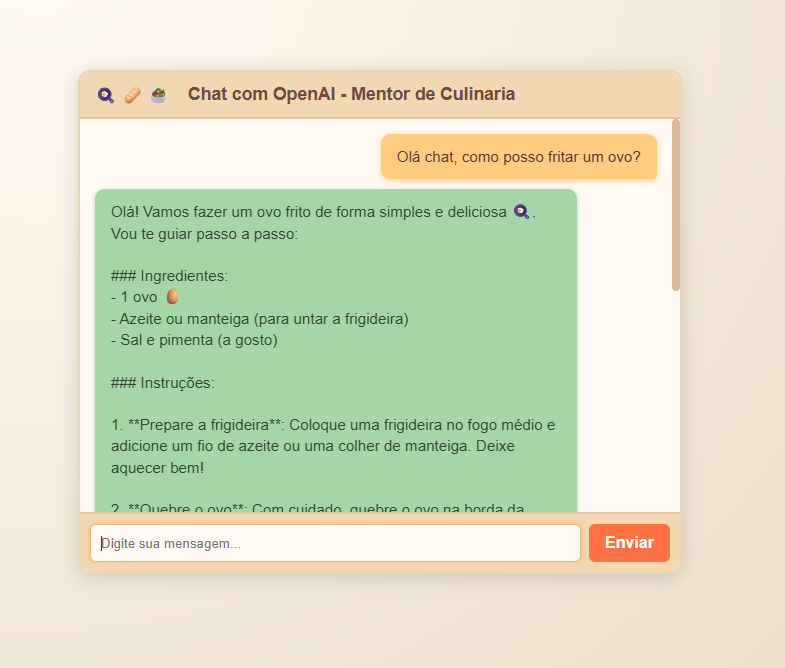 Chat com OpenAI - Mentor de Culinaria
Olá chat, como posso fritar um ovo?
Olá! Vamos fazer um ovo frito de forma simples e deliciosa 🍳.
Vou te guiar passo a passo:
### Ingredientes:
- 1 ovo 🥚
- Azeite ou manteiga (para untar a frigideira)
- Sal e pimenta (a gosto)
### Instruções:
1. **Prepare a frigideira**: Coloque uma frigideira no fogo médio e
adicione um fio de azeite ou uma colher de manteiga. Deixe
aquecer bem!
2. **Quebre o ovo**: Com cuidado, quebre o ovo na borda da
Digite sua mensagem...
Enviar